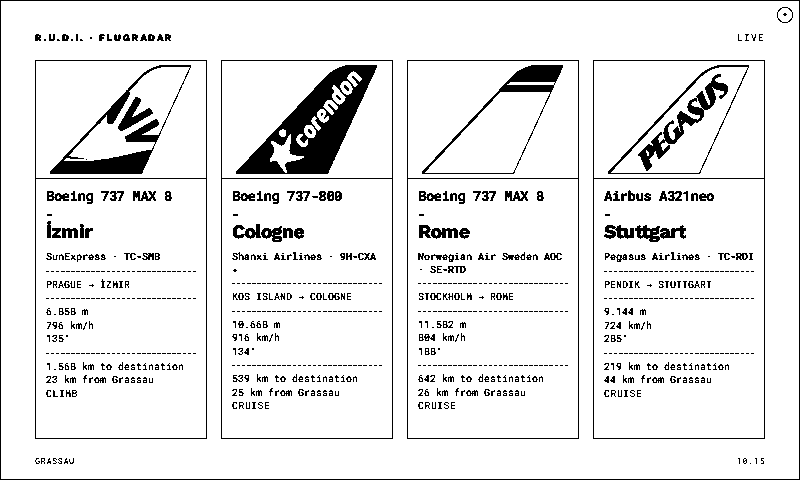 R.U.D.I. · FLUGRADAR
LIVE
Boeing 737 MAX 8
–
İzmir
SunExpress · TC-SMB
PRAGUE → İZMIR
6.858 m
796 km/h
135°
1.568 km to destination
23 km from Grassau
CLIMB
corendon
Boeing 737-800
–
Cologne
Shanxi Airlines · 9H-CXA
KOS ISLAND → COLOGNE
10.668 m
916 km/h
134°
539 km to destination
25 km from Grassau
CRUISE
Boeing 737 MAX 8
–
Rome
Norwegian Air Sweden AOC
· SE-RTD
STOCKHOLM → ROME
11.582 m
804 km/h
188°
642 km to destination
26 km from Grassau
CRUISE
PEGASUS
Airbus A321neo
–
Stuttgart
Pegasus Airlines · TC-RDI
PENDIK → STUTTGART
9.144 m
724 km/h
285°
219 km to destination
44 km from Grassau
CRUISE
GRASSAU
10.15